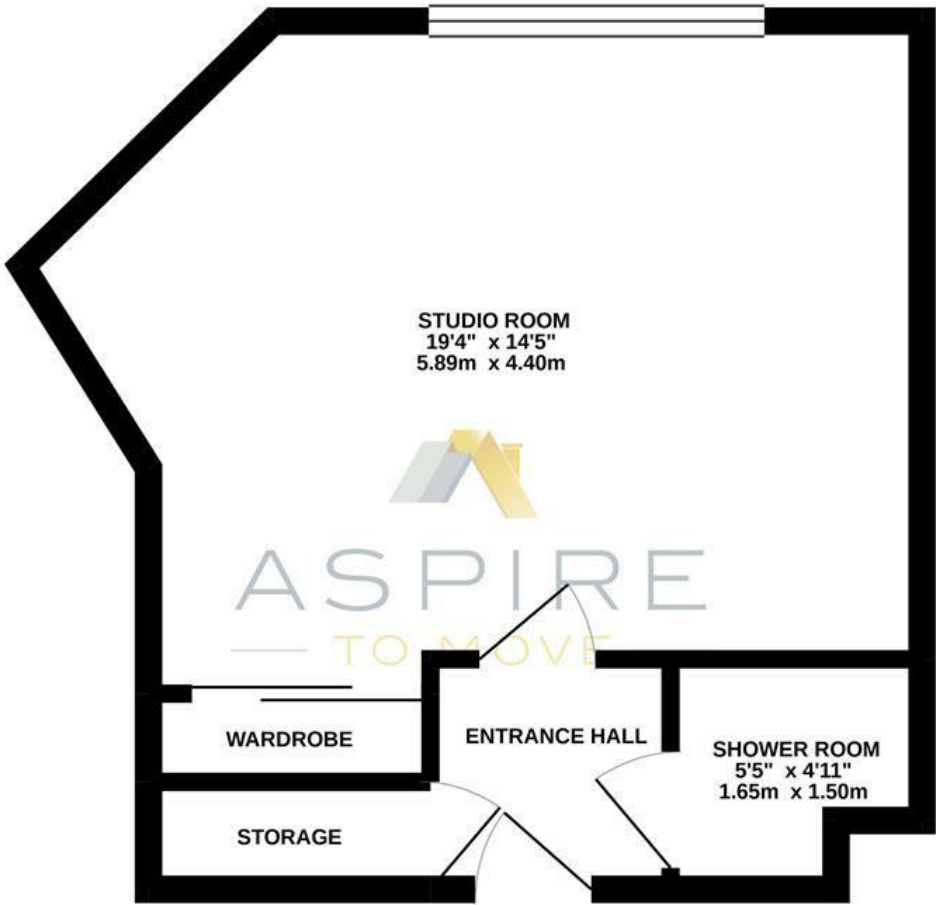 STUDIO ROOM
19'4" x 14'5"
5.89m x 4.40m
ASPIRE
TO MOVE
WARDROBE
ENTRANCE HALL
SHOWER ROOM
5'5" x 4'11"
1.65m x 1.50m
STORAGE